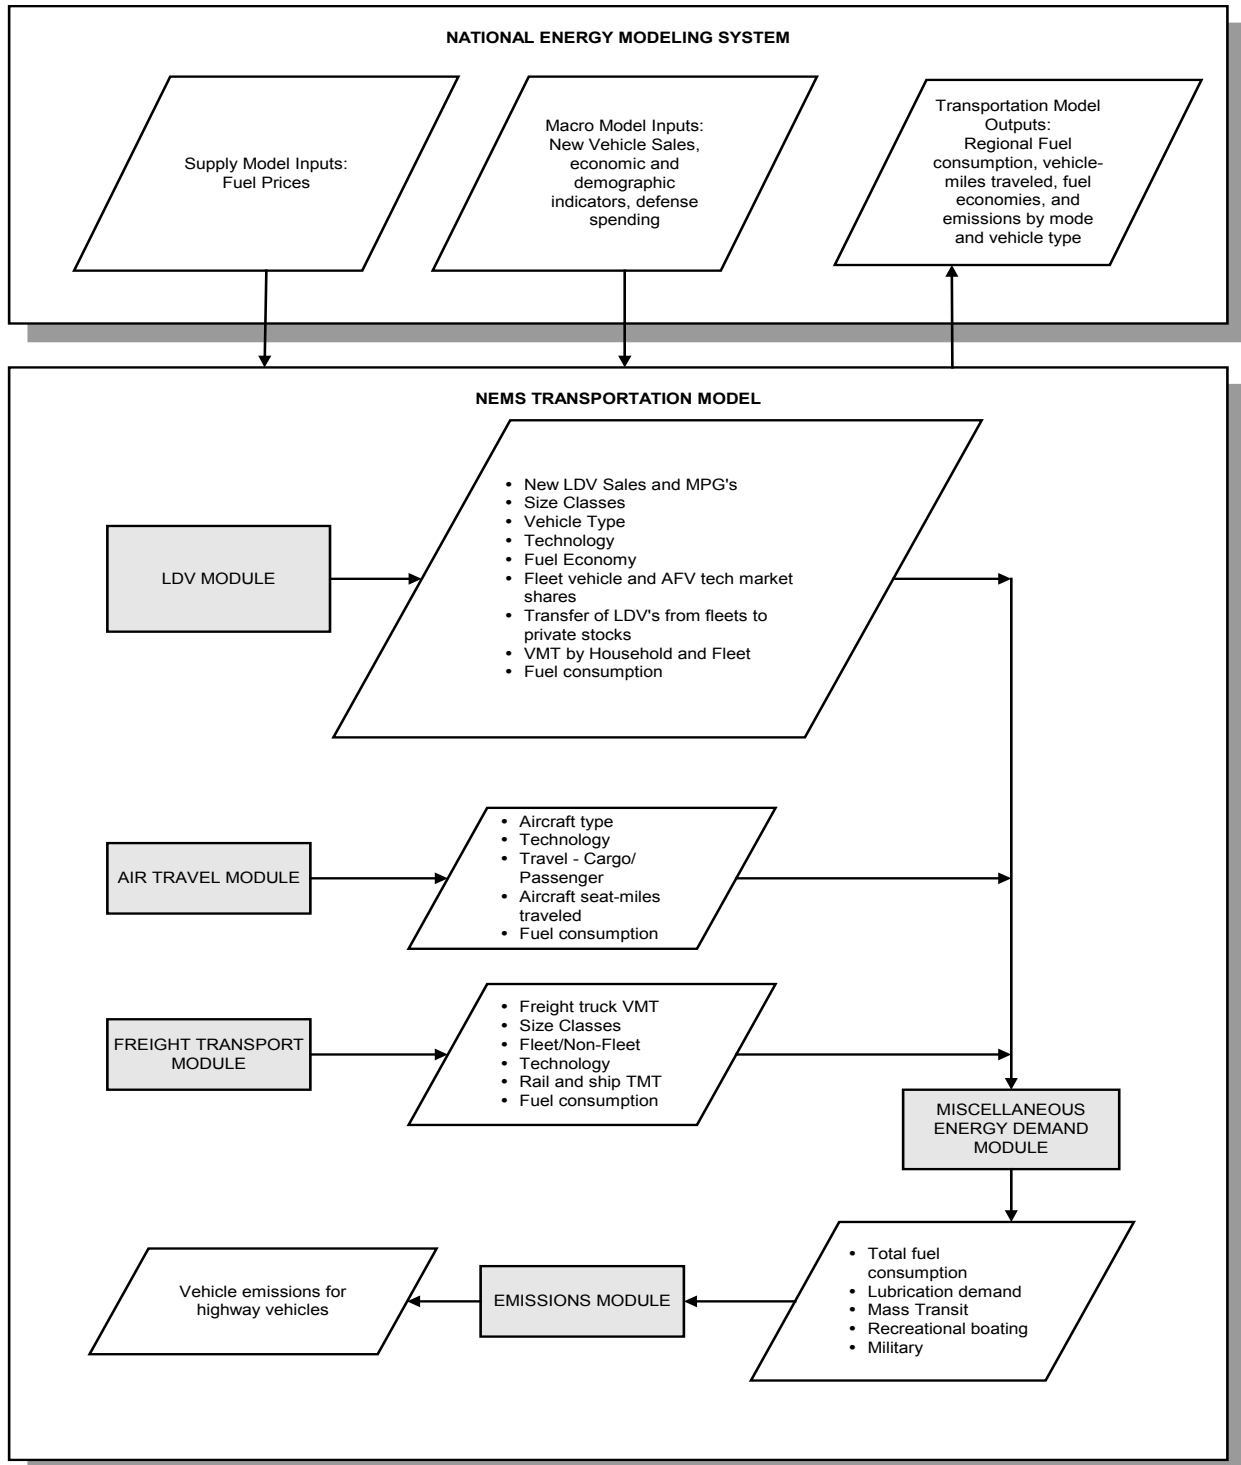 NATIONAL ENERGY MODELING SYSTEM
Supply Model Inputs:
Fuel Prices
Macro Model Inputs:
New Vehicle Sales,
economic and
demographic
indicators, defense
spending
Transportation Model
Outputs:
Regional Fuel
consumption, vehicle-
miles traveled, fuel
economies, and
emissions by mode
and vehicle type
NEMS TRANSPORTATION MODEL
LDV MODULE
• New LDV Sales and MPG's
• Size Classes
• Vehicle Type
• Technology
• Fuel Economy
• Fleet vehicle and AFV tech market
shares
• Transfer of LDV's from fleets to
private stocks
• VMT by Household and Fleet
• Fuel consumption
AIR TRAVEL MODULE
• Aircraft type
• Technology
• Travel - Cargo/
Passenger
• Aircraft seat-miles
traveled
• Fuel consumption
FREIGHT TRANSPORT
MODULE
• Freight truck VMT
• Size Classes
• Fleet/Non-Fleet
• Technology
• Rail and ship TMT
• Fuel consumption
MISCELLANEOUS
ENERGY DEMAND
MODULE
• Total fuel
consumption
• Lubrication demand
• Mass Transit
• Recreational boating
• Military
EMISSIONS MODULE
Vehicle emissions for
highway vehicles